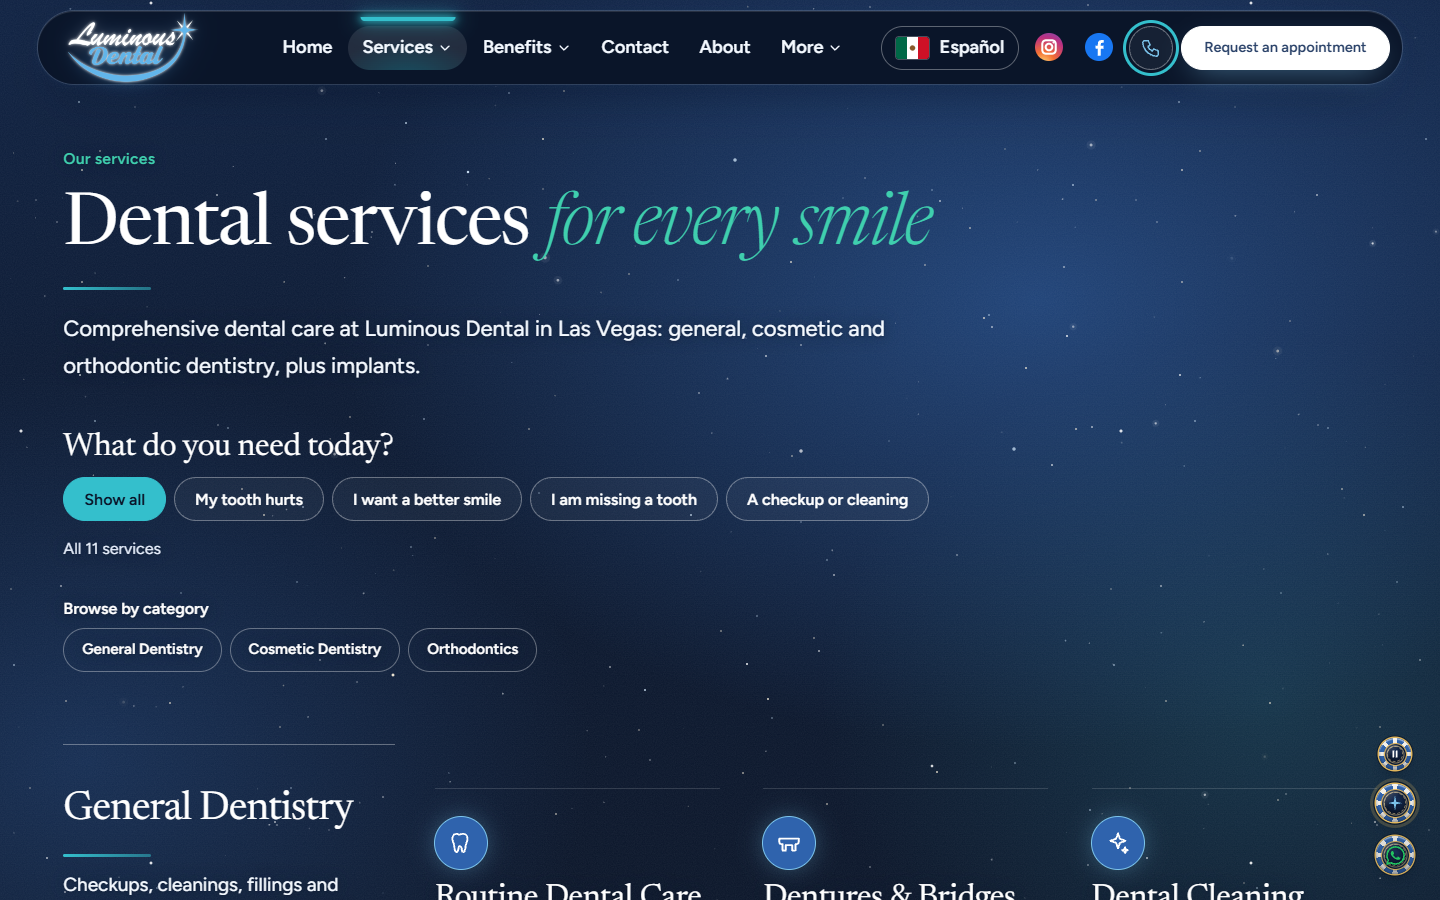 Luminous
Dental
Home
Services
Benefits
Contact
About
More
Español
Request an appointment
Our services
Dental services for every smile
Comprehensive dental care at Luminous Dental in Las Vegas: general, cosmetic and
orthodontic dentistry, plus implants.
What do you need today?
Show all
My tooth hurts
I want a better smile
I am missing a tooth
A checkup or cleaning
All 11 services
Browse by category
General Dentistry
Cosmetic Dentistry
Orthodontics
General Dentistry
Checkups, cleanings, fillings and
Routine Dental Care
Dentures & Bridges
Dental Cleaning